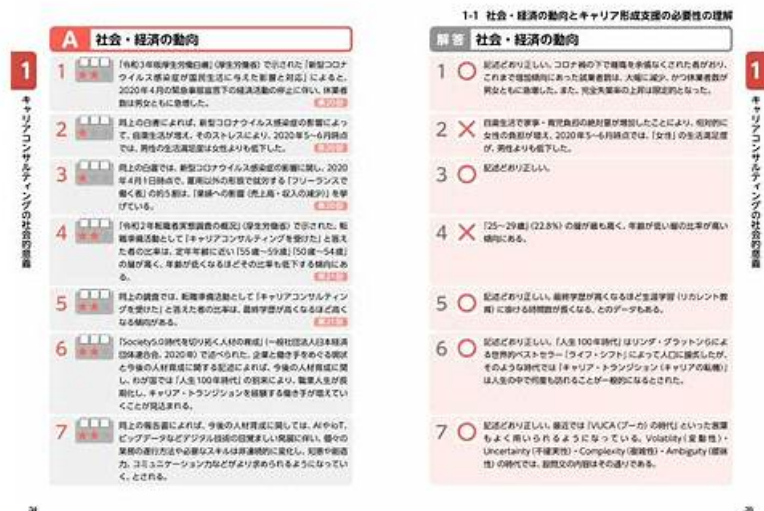 1-1 社会・経済の動向とキャリア形成支援の必要性の理解
A 社会・経済の動向
1
キャリアコンサルティングの社会的意義
1 「令和3年版厚生労働白書」(厚生労働省)で示された「新型コロナ
ウイルス感染症が国民生活に与えた影響と対応」によると、
2020年4月の緊急事態宣言下の経済活動の停止に伴い、休業者
数は男女ともに急増した。
2 同上の白書によれば、新型コロナウイルス感染症の影響によっ
て、自粛生活が増え、そのストレスにより、2020年5~6月時点
では、男性の生活満足度は女性よりも低下した。
3 同上の白書では、新型コロナウイルス感染症の影響に関し、2020
年4月1日時点で、雇用以外の形態で就労する「フリーランスで
働く者」の約5割は、「業績への影響(売上高・収入の減少)」を挙
げている。
4 「令和2年転職者実態調査の概況」(厚生労働省)で示された、転
職準備活動として「キャリアコンサルティングを受けた」と答え
た者の比率は、定年年齢に近い「55歳~59歳」「50歳~54歳」
の層が高く、年齢が低くなるほどその比率も低下する傾向にあ
る。
5 同上の調査では、転職準備活動として「キャリアコンサルティン
グを受けた」と答えた者の比率は、最終学歴が高くなるほど高く
なる傾向がある。
6 「Society5.0時代を切り拓く人材の育成」(一般社団法人日本経済
団体連合会、2020年)で述べられた、企業と働き手をめぐる現状
と今後の人材育成に関する記述によれば、今後の人材育成に関
し、わが国では「人生100年時代」の到来により、職業人生が長
期化し、キャリア・トランジションを経験する働き手が増えてい
くことが見込まれる。
7 同上の報告書によれば、今後の人材育成に関しては、AIやIoT、
ビッグデータなどデジタル技術の目覚ましい発展に伴い、個々の
業務の遂行方法や必要なスキルは非連続的に変化し、知恵や創造
力、コミュニケーション力などがより求められるようになってい
く、とされる。
解答 社会・経済の動向
1 ○ 記述どおり正しい。コロナ禍の下で離職を余儀なくされた者がおり、
これまで増加傾向にあった就業者数は、大幅に減少、かつ休業者数が
男女ともに急増した。また、完全失業率の上昇は限定的となった。
2 × 自粛生活で家事・育児負担の絶対量が増加したことにより、相対的に
女性の負担が増え、2020年5~6月時点では、「女性」の生活満足度
が、男性よりも低下した。
3 ○ 記述どおり正しい。
4 × 「25~29歳」(22.8%)の層が最も高く、年齢が低い層の比率が高い
傾向にある。
5 ○ 記述どおり正しい。最終学歴が高くなるほど生涯学習(リカレント教
育)に掛ける時間数が長くなる、とのデータもある。
6 ○ 記述どおり正しい。「人生100年時代」はリンダ・グラットンらによ
る世界的ベストセラー「ライフ・シフト」によって人口に膾炙したが、
そのような時代では「キャリア・トランジション(キャリアの転機)」
は人生の中で何度も訪れることが一般的になるとされた。
7 ○ 記述どおり正しい。最近では「VUCA(ブーカ)の時代」といった言葉
もよく用いられるようになっている。Volatility(変動性)・
Uncertainty(不確実性)・Complexity(複雑性)・Ambiguity(曖昧
性)の時代では、設問文の内容はその通りである。
1
キャリアコンサルティングの社会的意義